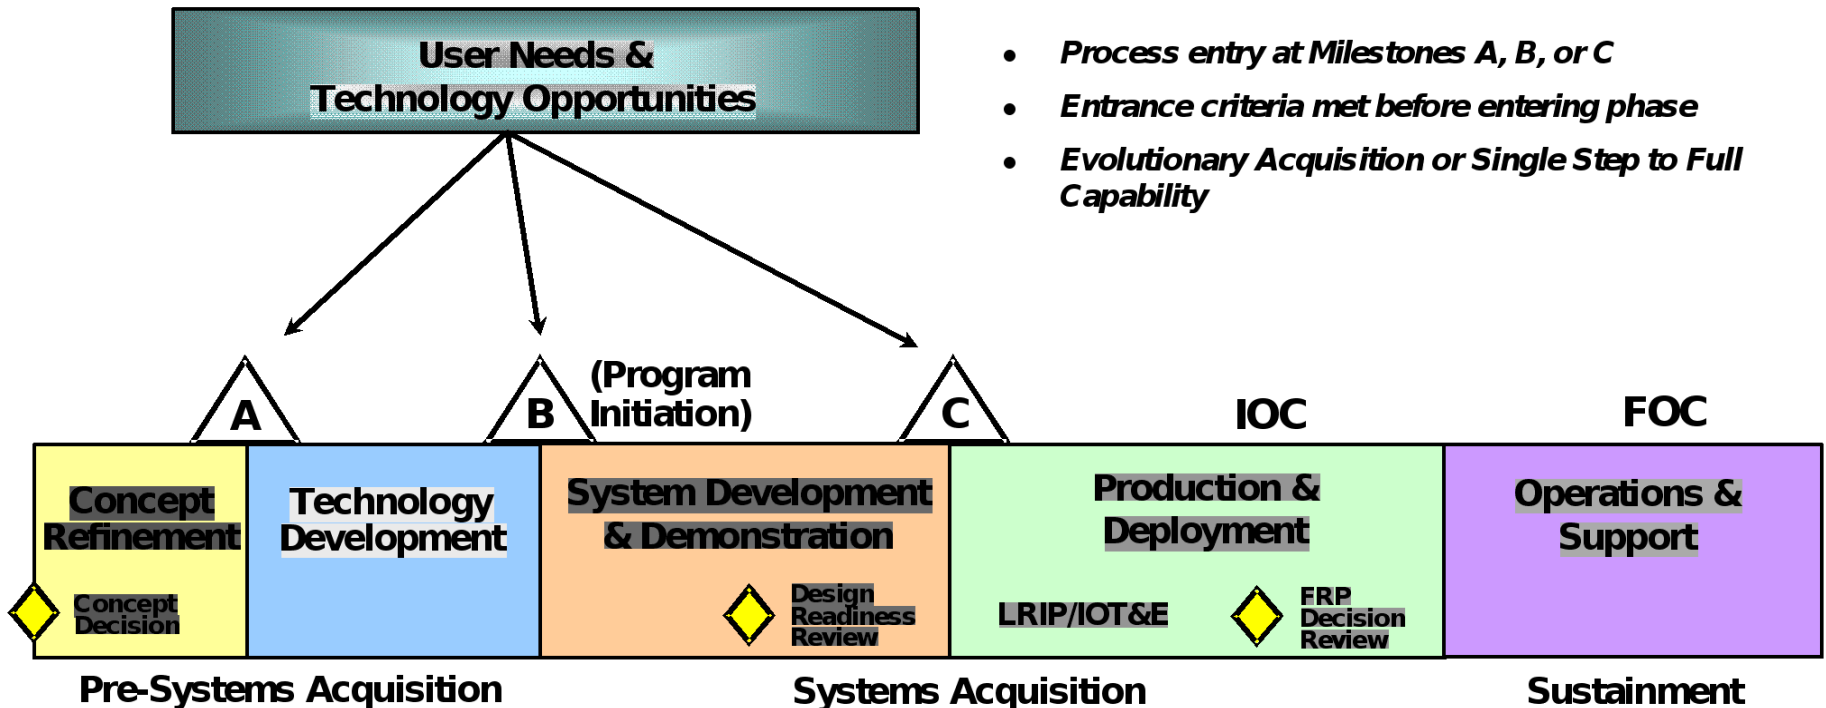 User Needs &
Technology Opportunities
• Process entry at Milestones A, B, or C
• Entrance criteria met before entering phase
• Evolutionary Acquisition or Single Step to Full
Capability
A
B
(Program
Initiation)
C
IOC
FOC
Concept
Refinement
Technology
Development
System Development
& Demonstration
Production &
Deployment
Operations &
Support
Concept
Decision
Design
Readiness
Review
LRIP/IOT&E
FRP
Decision
Review
Pre-Systems Acquisition
Systems Acquisition
Sustainment